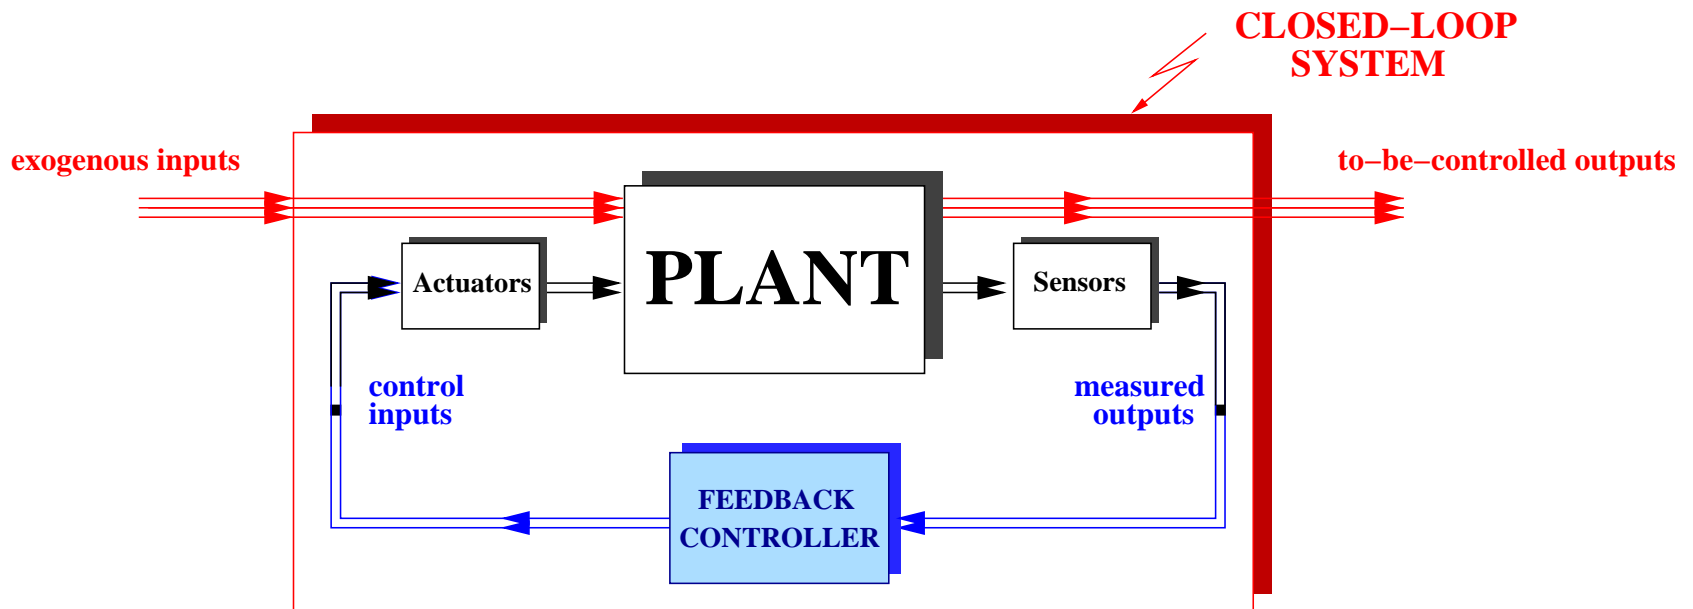 CLOSED−LOOP
SYSTEM
exogenous inputs
to−be−controlled outputs
PLANT
Actuators
Sensors
control
inputs
measured
outputs
FEEDBACK
CONTROLLER